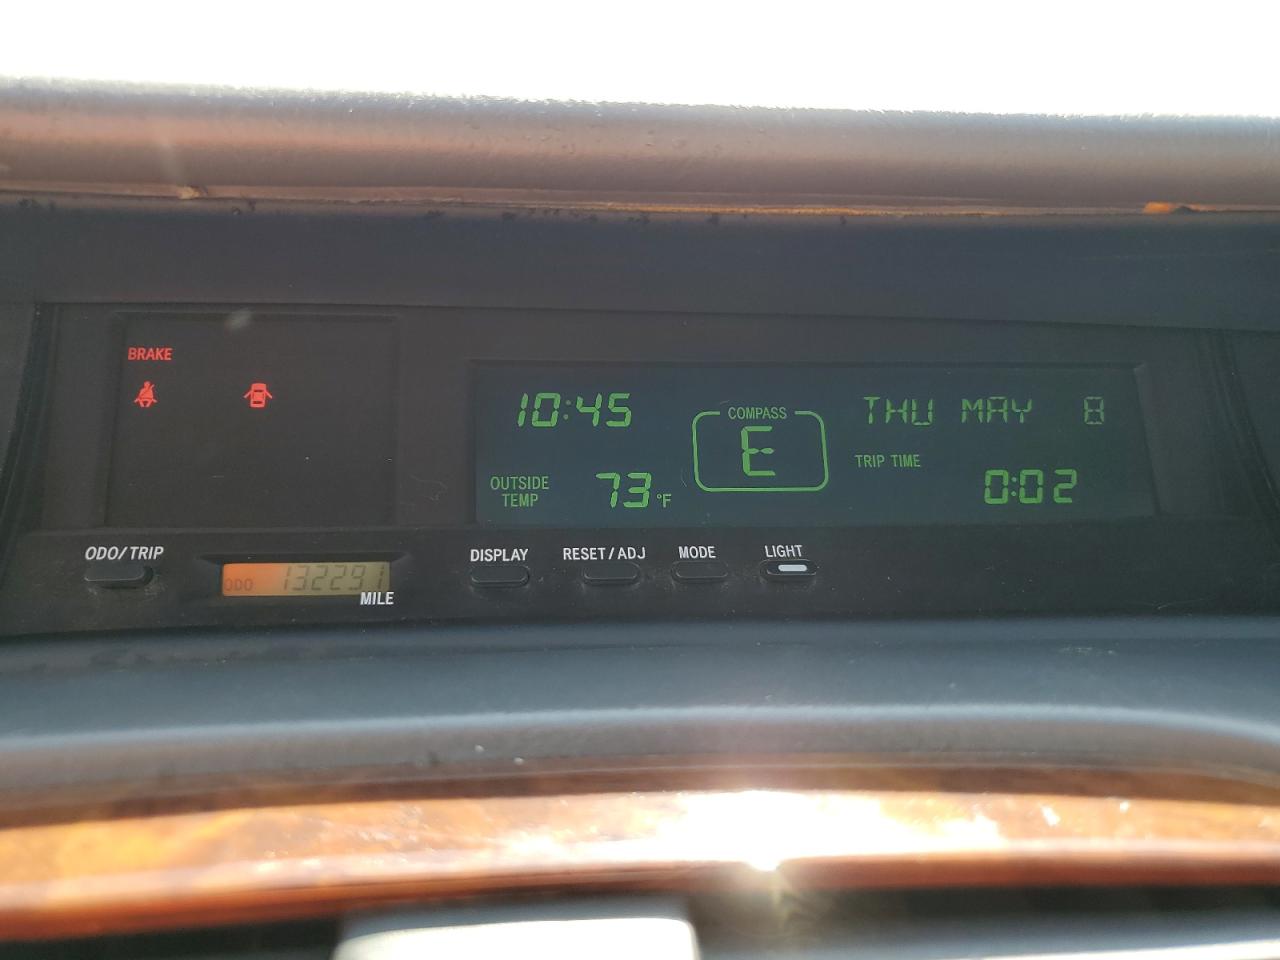 BRAKE
10:45
COMPASS
E
THU MAY 8
TRIP TIME
0:02
OUTSIDE
TEMP
73°F
ODO/TRIP
ODO 132291
MILE
DISPLAY
RESET/ADJ
MODE
LIGHT